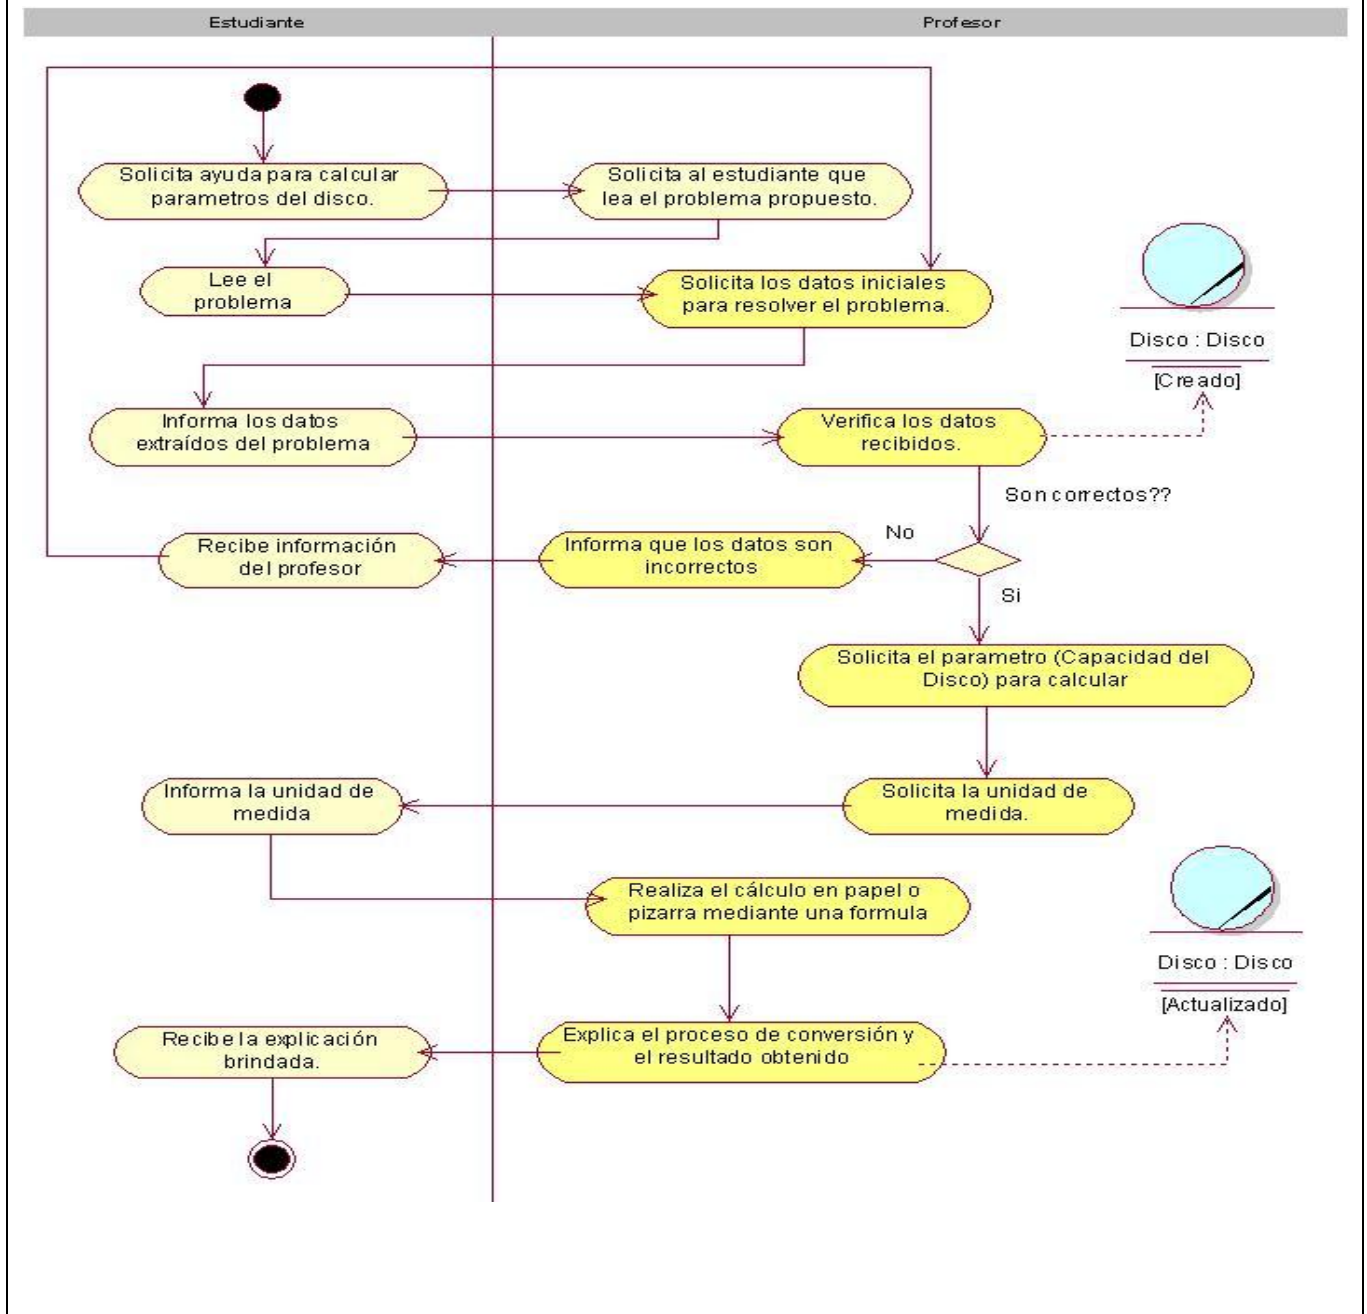 Estudiante
Profesor
Solicita ayuda para calcular
parametros del disco.
Solicita al estudiante que
lea el problema propuesto.
Lee el
problema
Solicita los datos iniciales
para resolver el problema.
Disco : Disco
[Creado]
Informa los datos
extraídos del problema
Verifica los datos
recibidos.
Son correctos??
No
Recibe información
del profesor
Informa que los datos son
incorrectos
Si
Solicita el parametro (Capacidad del
Disco) para calcular
Informa la unidad de
medida
Solicita la unidad de
medida.
Realiza el cálculo en papel o
pizarra mediante una formula
Disco : Disco
[Actualizado]
Recibe la explicación
brindada.
Explica el proceso de conversión y
el resultado obtenido